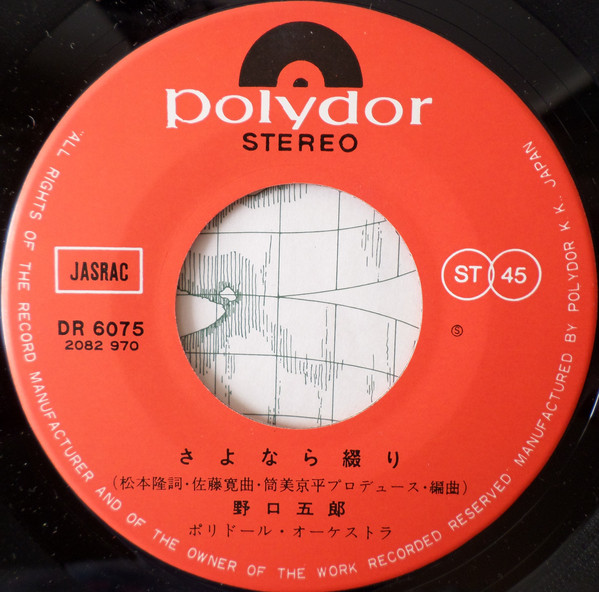 polydor
STEREO
JASRAC
ST 45
DR 6075
2082 970
Ⓢ
さよなら綴り
(松本隆詞・佐藤寛曲・筒美京平プロデュース・編曲)
野口五郎
ポリドール・オーケストラ
"ALL RIGHTS OF THE RECORD MANUFACTURER AND OF THE OWNER OF THE WORK RECORDED RESERVED" MANUFACTURED BY POLYDOR K.K. JAPAN